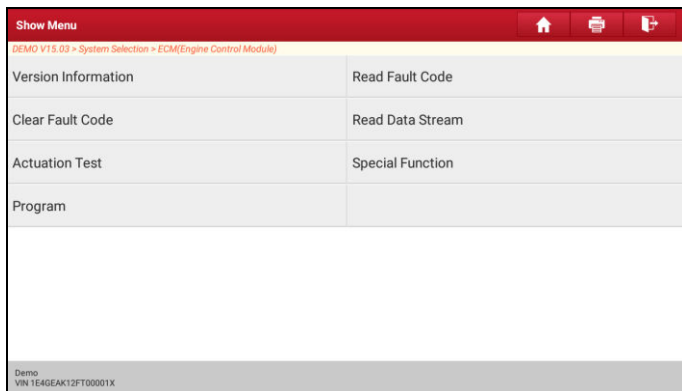 Show Menu
DEMO V15.03 > System Selection > ECM(Engine Control Module)
Version Information
Read Fault Code
Clear Fault Code
Read Data Stream
Actuation Test
Special Function
Program
Demo
VIN 1E4GEAK12FT00001X